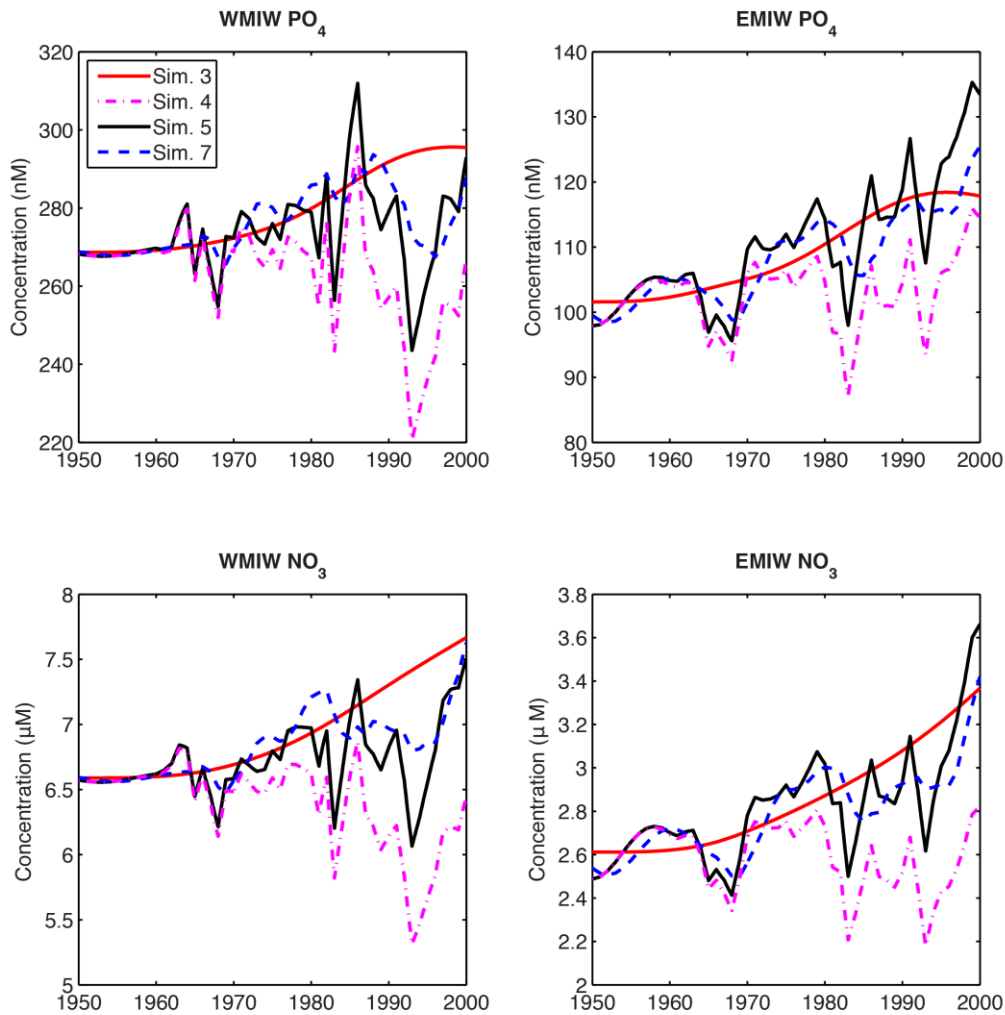 WMIW PO4
320
300
280
260
240
220
Concentration (nM)
1950 1960 1970 1980 1990 2000
Sim. 3
Sim. 4
Sim. 5
Sim. 7
EMIW PO4
140
130
120
110
100
90
80
Concentration (nM)
1950 1960 1970 1980 1990 2000
WMIW NO3
8
7.5
7
6.5
6
5.5
5
Concentration (µM)
1950 1960 1970 1980 1990 2000
EMIW NO3
3.8
3.6
3.4
3.2
3
2.8
2.6
2.4
2.2
2
Concentration (µ M)
1950 1960 1970 1980 1990 2000